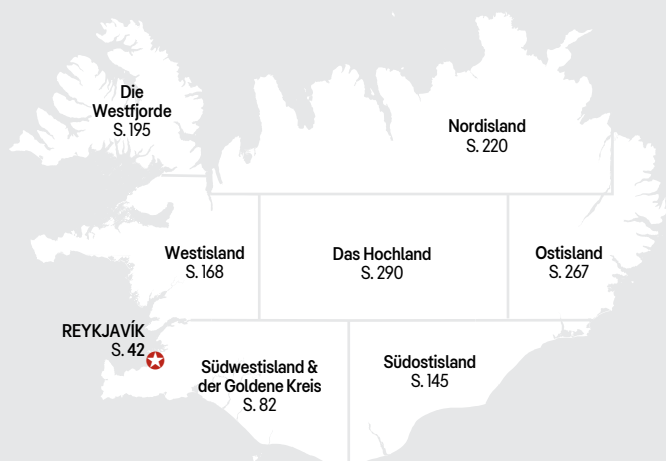 Die
Westfjorde
S. 195
Nordisland
S. 220
Westisland
S. 168
Das Hochland
S. 290
Ostisland
S. 267
REYKJAVÍK
S. 42
Südwestisland &
der Goldene Kreis
S. 82
Südostisland
S. 145